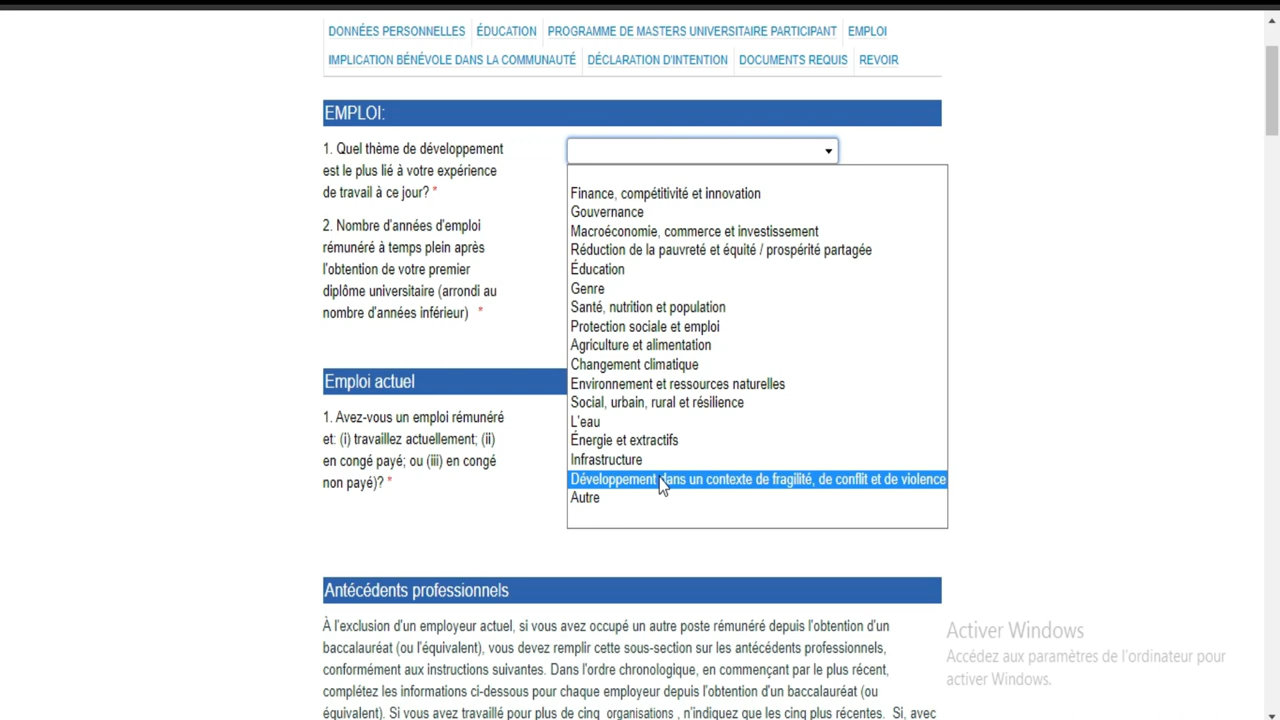 DONNÉES PERSONNELLES ÉDUCATION PROGRAMME DE MASTERS UNIVERSITAIRE PARTICIPANT EMPLOI
IMPLICATION BÉNÉVOLE DANS LA COMMUNAUTÉ DÉCLARATION D'INTENTION DOCUMENTS REQUIS REVOIR
EMPLOI:
1. Quel thème de développement
est le plus lié à votre expérience
de travail à ce jour? *
2. Nombre d'années d'emploi
rémunéré à temps plein après
l'obtention de votre premier
diplôme universitaire (arrondi au
nombre d'années inférieur) *
Finance, compétitivité et innovation
Gouvernance
Macroéconomie, commerce et investissement
Réduction de la pauvreté et équité / prospérité partagée
Éducation
Genre
Santé, nutrition et population
Protection sociale et emploi
Agriculture et alimentation
Changement climatique
Environnement et ressources naturelles
Social, urbain, rural et résilience
L'eau
Énergie et extractifs
Infrastructure
Développement dans un contexte de fragilité, de conflit et de violence
Autre
Emploi actuel
1. Avez-vous un emploi rémunéré
et: (i) travaillez actuellement; (ii)
en congé payé; ou (iii) en congé
non payé)? *
Antécédents professionnels
À l'exclusion d'un employeur actuel, si vous avez occupé un autre poste rémunéré depuis l'obtention d'un
baccalauréat (ou l'équivalent), vous devez remplir cette sous-section sur les antécédents professionnels,
conformément aux instructions suivantes. Dans l'ordre chronologique, en commençant par le plus récent,
complétez les informations ci-dessous pour chaque employeur depuis l'obtention d'un baccalauréat (ou
équivalent). Si vous avez travaillé pour plus de cinq organisations , n'indiquez que les cinq plus récentes. Si, avec
Activer Windows
Accédez aux paramètres de l'ordinateur pour
activer Windows.